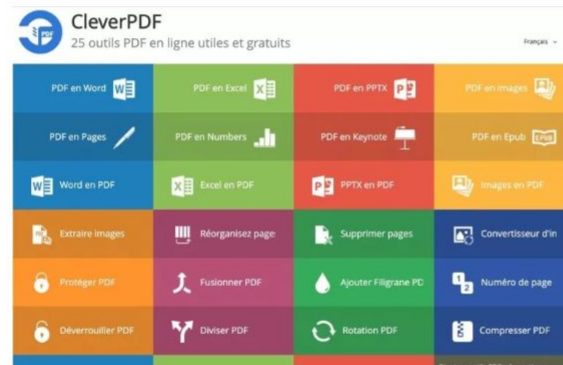 CleverPDF
25 outils PDF en ligne utiles et gratuits
Français
PDF en Word
PDF en Excel
PDF en PPTX
PDF en Images
PDF en Pages
PDF en Numbers
PDF en Keynote
PDF en Epub
Word en PDF
Excel en PDF
PPTX en PDF
Images en PDF
Extraire images
Réorganisez page
Supprimer pages
Convertisseur d'in
Protéger PDF
Fusionner PDF
Ajouter Filigrane PD
Numéro de page
Déverrouiller PDF
Diviser PDF
Rotation PDF
Compresser PDF